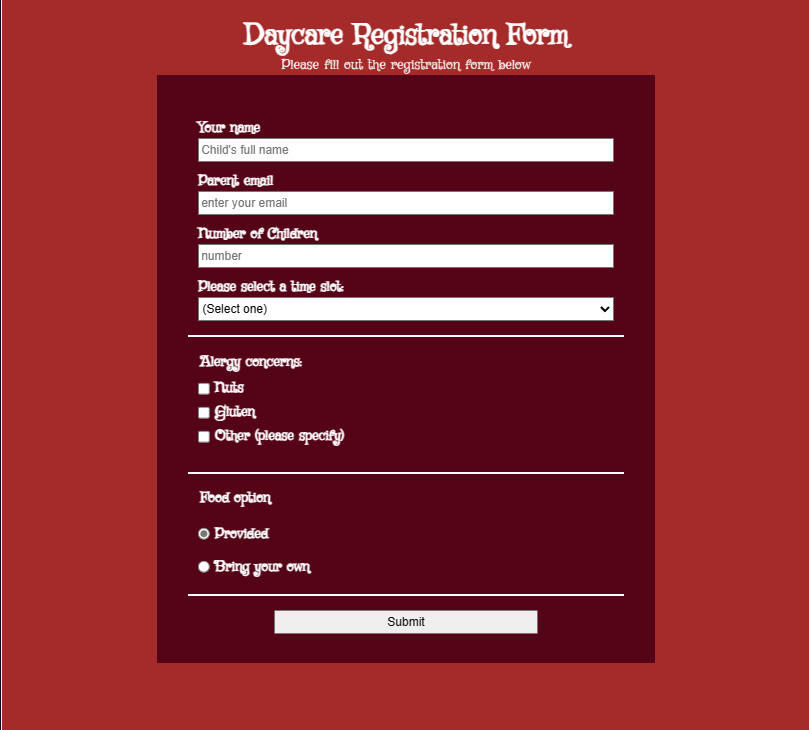 Daycare Registration Form
Please fill out the registration form below
Your name
Child's full name
Parent email
enter your email
Number of Children
number
Please select a time slot:
(Select one)
Alergy concerns:
Nuts
Gluten
Other (please specify)
Food option
Provided
Bring your own
Submit